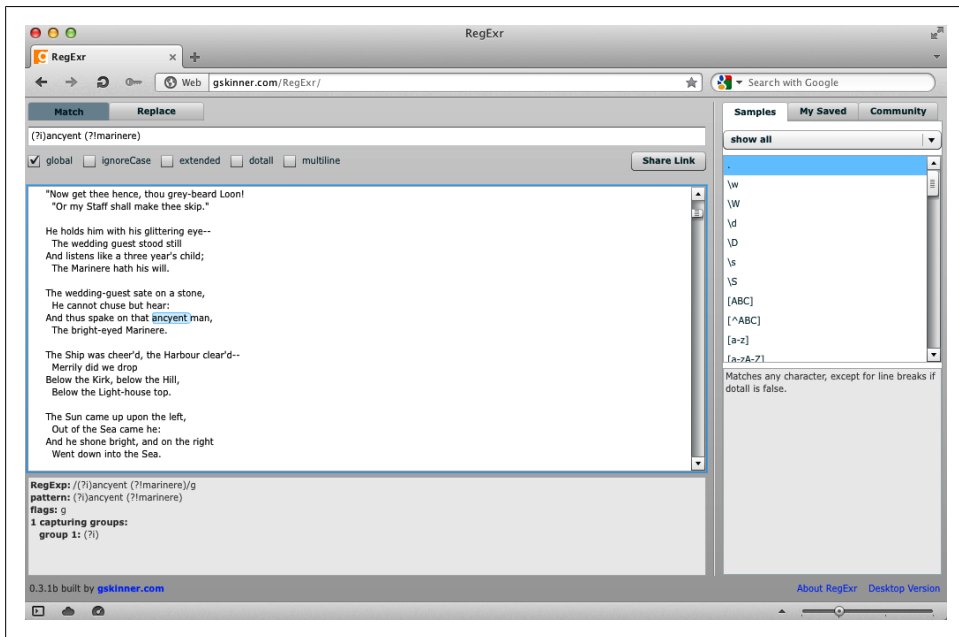 RegExr
RegExr
Web gskinner.com/RegExr/
Search with Google
Match Replace
(?i)ancyent (?!marinere)
global ignoreCase extended dotall multiline
Share Link
"Now get thee hence, thou grey-beard Loon!
"Or my Staff shall make thee skip."
He holds him with his glittering eye--
The wedding guest stood still
And listens like a three year's child;
The Marinere hath his will.
The wedding-guest sate on a stone,
He cannot chuse but hear:
And thus spake on that ancyent man,
The bright-eyed Marinere.
The Ship was cheer'd, the Harbour clear'd--
Merrily did we drop
Below the Kirk, below the Hill,
Below the Light-house top.
The Sun came up upon the left,
Out of the Sea came he:
And he shone bright, and on the right
Went down into the Sea.
RegExp: /(?i)ancyent (?!marinere)/g
pattern: (?i)ancyent (?!marinere)
flags: g
1 capturing groups:
group 1: (?i)
Samples My Saved Community
show all
.
\w
\W
\d
\D
\s
\S
[ABC]
[^ABC]
[a-z]
[a-zA-Z]
Matches any character, except for line breaks if
dotall is false.
0.3.1b built by gskinner.com
About RegExr Desktop Version